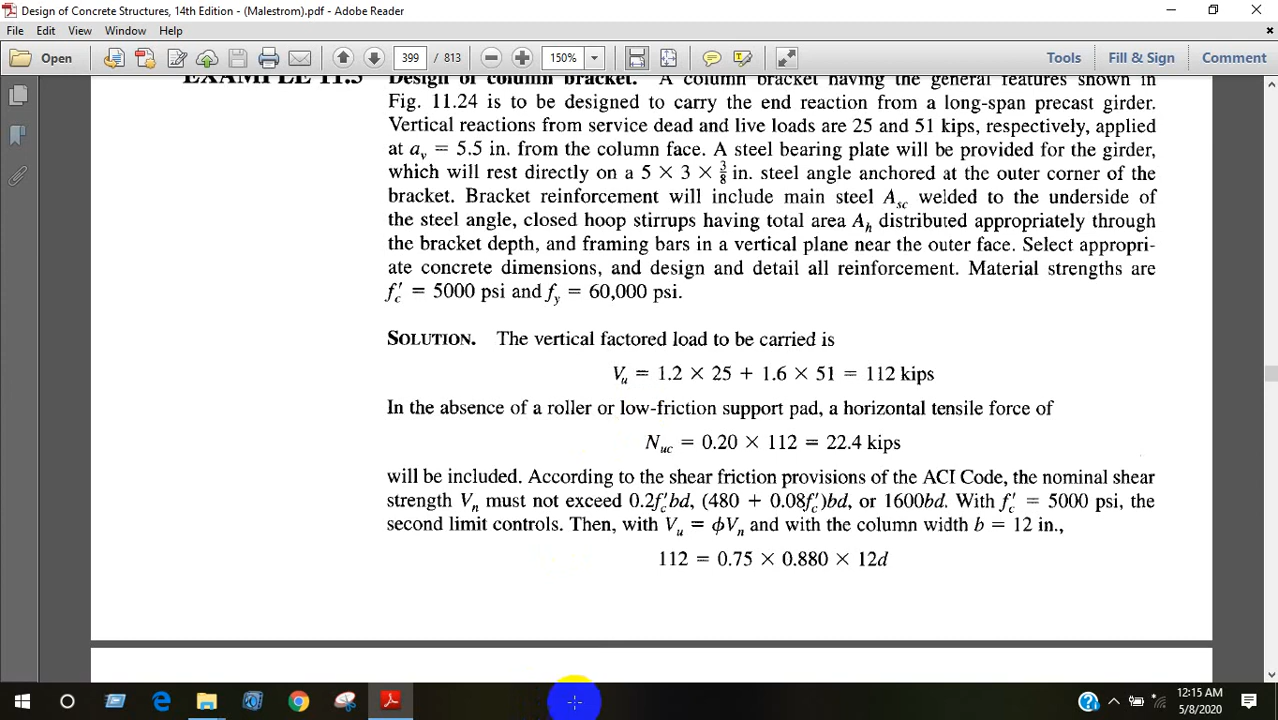 Design of Concrete Structures, 14th Edition - (Malestrom).pdf - Adobe Reader
File Edit View Window Help
Open 399 / 813 150% Tools Fill & Sign Comment
EXAMPLE 11.5 Design of column bracket. A column bracket having the general features shown in
Fig. 11.24 is to be designed to carry the end reaction from a long-span precast girder.
Vertical reactions from service dead and live loads are 25 and 51 kips, respectively, applied
at aᵥ = 5.5 in. from the column face. A steel bearing plate will be provided for the girder,
which will rest directly on a 5 × 3 × 3/8 in. steel angle anchored at the outer corner of the
bracket. Bracket reinforcement will include main steel A_sc welded to the underside of
the steel angle, closed hoop stirrups having total area A_h distributed appropriately through
the bracket depth, and framing bars in a vertical plane near the outer face. Select appropri-
ate concrete dimensions, and design and detail all reinforcement. Material strengths are
f′c = 5000 psi and fy = 60,000 psi.
SOLUTION. The vertical factored load to be carried is
Vu = 1.2 × 25 + 1.6 × 51 = 112 kips
In the absence of a roller or low-friction support pad, a horizontal tensile force of
Nuc = 0.20 × 112 = 22.4 kips
will be included. According to the shear friction provisions of the ACI Code, the nominal shear
strength Vn must not exceed 0.2f′cbd, (480 + 0.08f′c)bd, or 1600bd. With f′c = 5000 psi, the
second limit controls. Then, with Vu = ϕVn and with the column width b = 12 in.,
112 = 0.75 × 0.880 × 12d
12:15 AM
5/8/2020